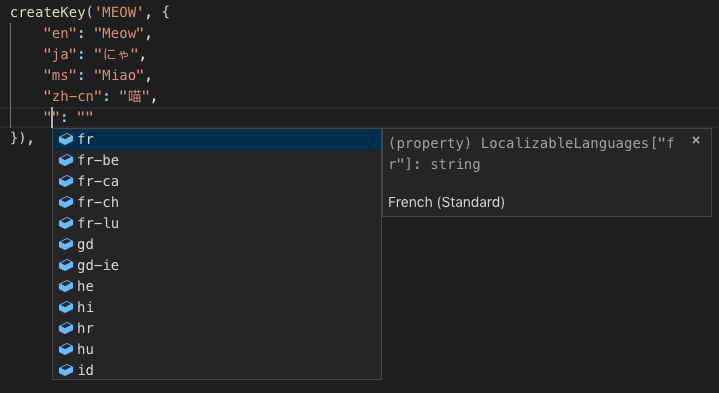 createKey('MEOW', {
"en": "Meow",
"ja": "にゃ",
"ms": "Miao",
"zh-cn": "喵",
"": ""
}),
fr
fr-be
fr-ca
fr-ch
fr-lu
gd
gd-ie
he
hi
hr
hu
id
(property) LocalizableLanguages["f
r"]: string
×
French (Standard)